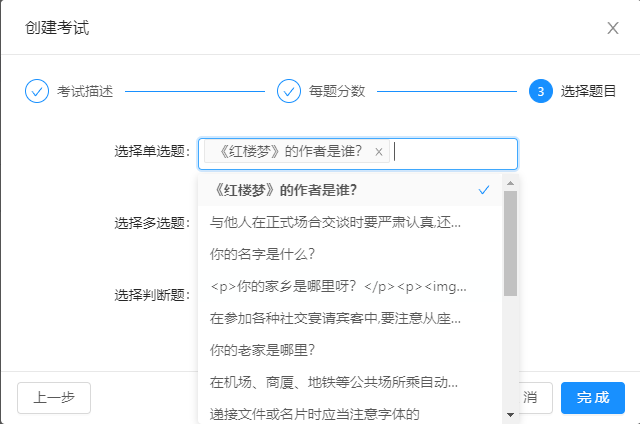 创建考试
考试描述
每题分数
3 选择题目
选择单选题:
《红楼梦》的作者是谁?
《红楼梦》的作者是谁?
与他人在正式场合交谈时要严肃认真,还...
选择多选题:
你的名字是什么?
<p>你的家乡是哪里呀? </p><p><img...
选择判断题:
在参加各种社交宴请宾客中,要注意从座...
你的老家是哪里?
在机场、商厦、地铁等公共场所乘自动...
递接文件或名片时应当注意字体的
上一步
消
完成